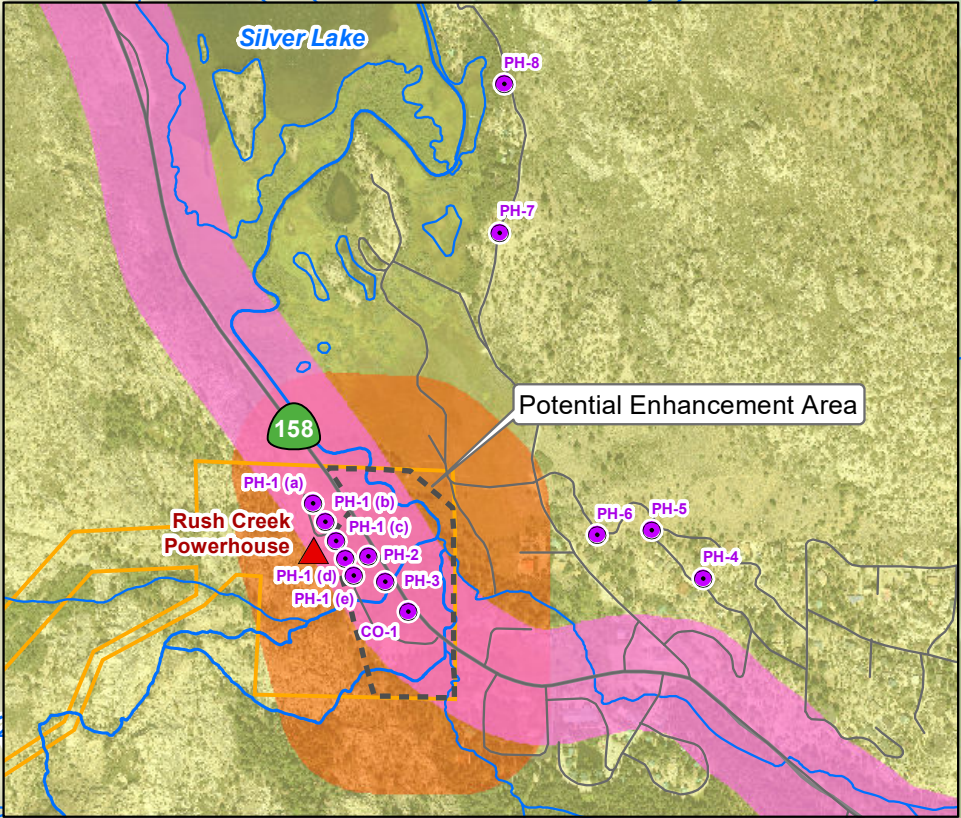 Silver Lake
PH-8
PH-7
Potential Enhancement Area
158
PH-1 (a)
PH-1 (b)
Rush Creek
Powerhouse
PH-1 (c)
PH-6
PH-5
PH-2
PH-4
PH-1 (d)
PH-3
PH-1 (e)
CO-1